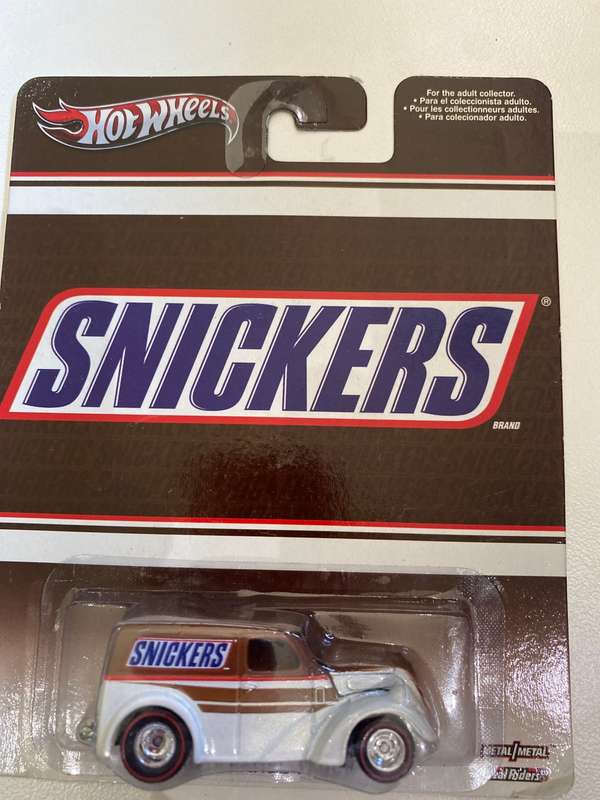 HOT WHEELS
For the adult collector.
• Para el coleccionista adulto.
• Pour les collectionneurs adultes.
• Para colecionador adulto.
SNICKERS®
BRAND
SNICKERS
METAL/METAL
Real Riders